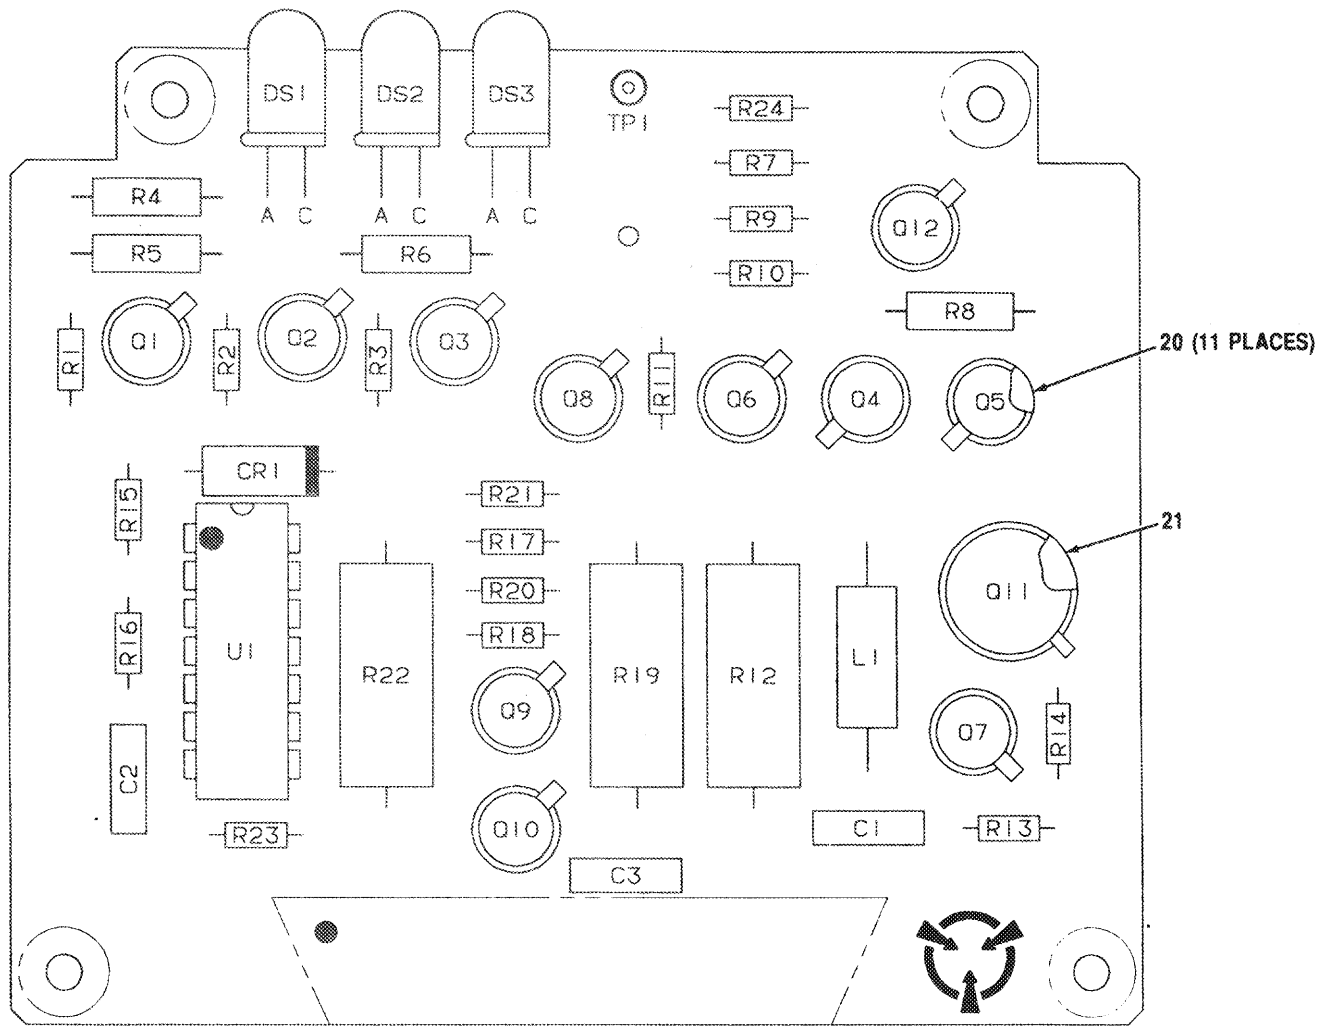 DS1 DS2 DS3
TP1
R24
R7
R4
A C A C A C
R9
Q12
R5 R6
R10
R8
R1 Q1 R2 Q2 R3 Q3
20 (11 PLACES)
Q8 R11 Q6 Q4 Q5
CR1
R15 R21
21
R17
R20 Q11
R16 R18
U1 R22 R19 R12 L1
Q9 Q7 R14
C2
R23 Q10 C1 R13
C3